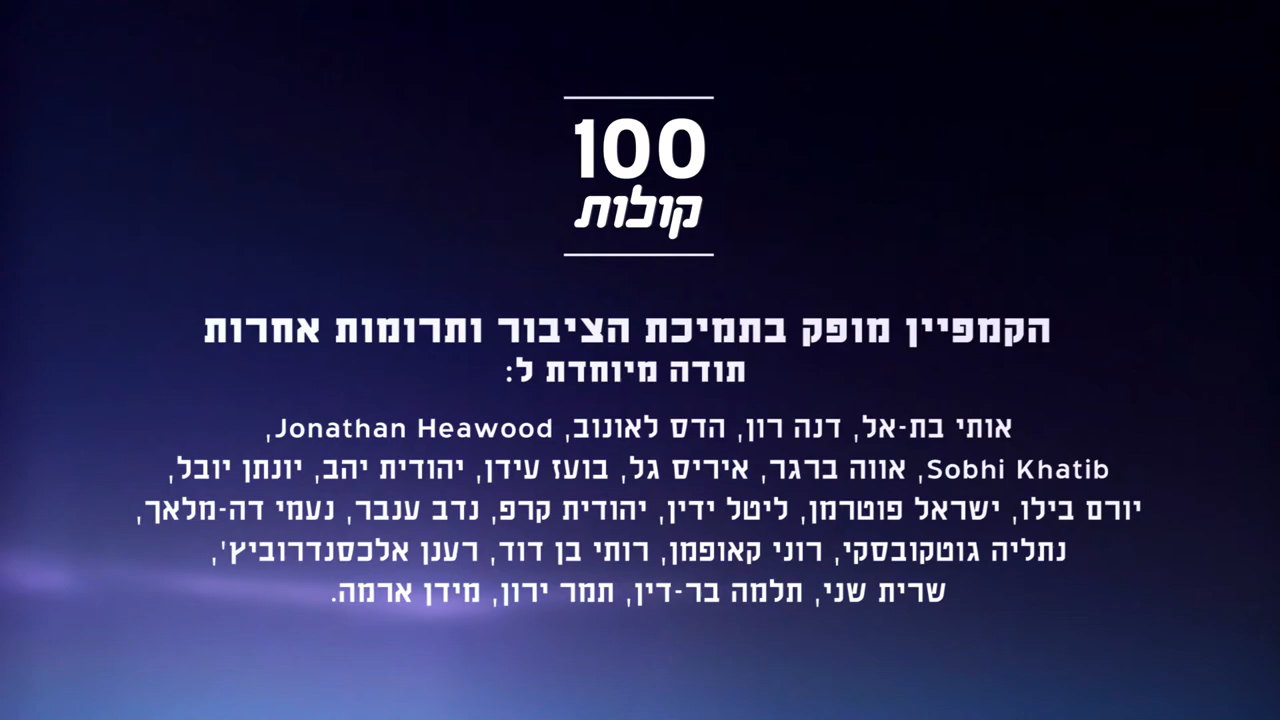 100
קולות
הקמפיין מופק בתמיכת הציבור ותרומות אחרות
תודה מיוחדת ל:
אותי בת-אל, דנה רון, הדס לאונוב, Jonathan Heawood,
Sobhi Khatib, אווה ברגר, איריס גל, בועז עידן, יהודית יהב, יונתן יובל,
יורם בילו, ישראל פוטרמן, ליטל ידין, יהודית קרפ, נדב ענבר, נעמי דה-מלאך,
נתליה גוטקובסקי, רוני קאופמן, רותי בן דוד, רענן אלכסנדרוביץ',
שרית שני, תלמה בר-דין, תמר ירון, מידן ארמה.